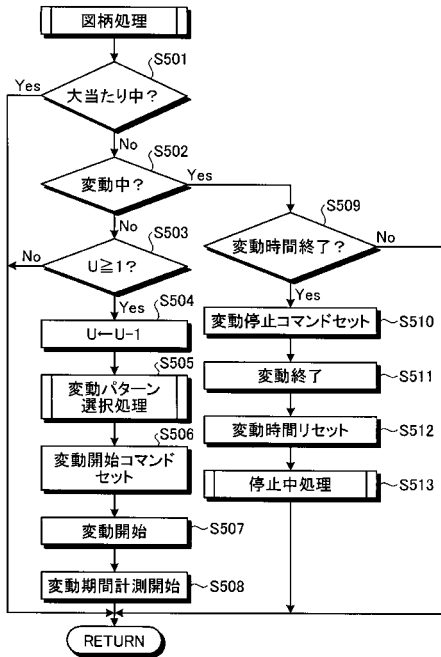 図柄処理
S501
大当たり中？
Yes
No
S502
変動中？
Yes
No
S503
U≧1？
No
Yes
S504
U←U-1
S505
変動パターン
選択処理
S506
変動開始コマンド
セット
変動開始
S507
変動期間計測開始
S508
S509
変動時間終了？
No
Yes
変動停止コマンドセット
S510
変動終了
S511
変動時間リセット
S512
停止中処理
S513
RETURN